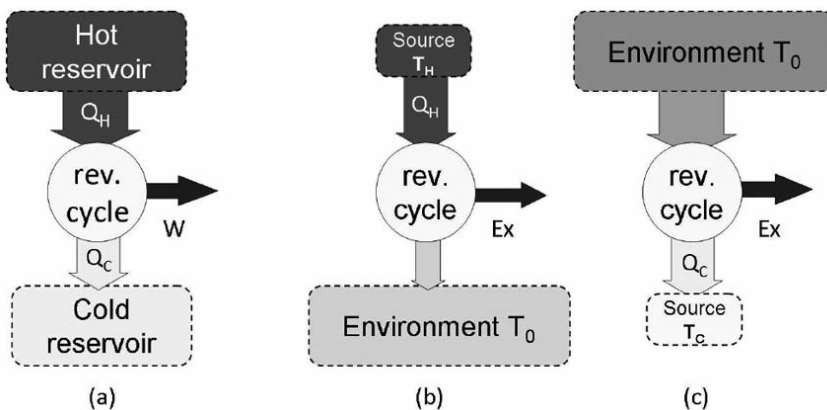 Hot
reservoir
Q_H
rev.
cycle
W
Q_C
Cold
reservoir
(a)
Source
T_H
Q_H
rev.
cycle
Ex
Environment T_0
(b)
Environment T_0
rev.
cycle
Ex
Q_C
Source
T_C
(c)